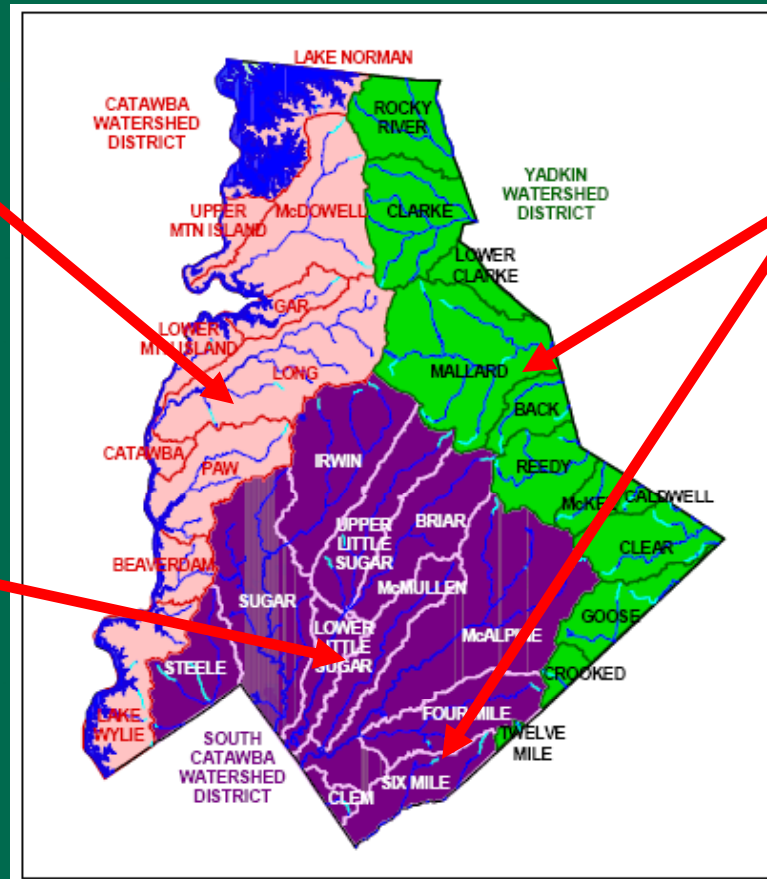 LAKE NORMAN
CATAWBA
WATERSHED
DISTRICT
ROCKY
RIVER
YADKIN
WATERSHED
DISTRICT
UPPER
MTN ISLAND
McDOWELL
CLARKE
LOWER
CLARKE
GAR
LOWER
MTN ISLAND
LONG
MALLARD
BACK
CATAWBA
PAW
IRWIN
REEDY
McKEE
CALDWELL
UPPER
LITTLE
SUGAR
BRIAR
CLEAR
BEAVERDAM
SUGAR
McMULLEN
GOOSE
LOWER
LITTLE
SUGAR
McALPINE
STEELE
CROOKED
LAKE
WYLIE
FOUR MILE
TWELVE
MILE
SOUTH
CATAWBA
WATERSHED
DISTRICT
SIX MILE
CLEM